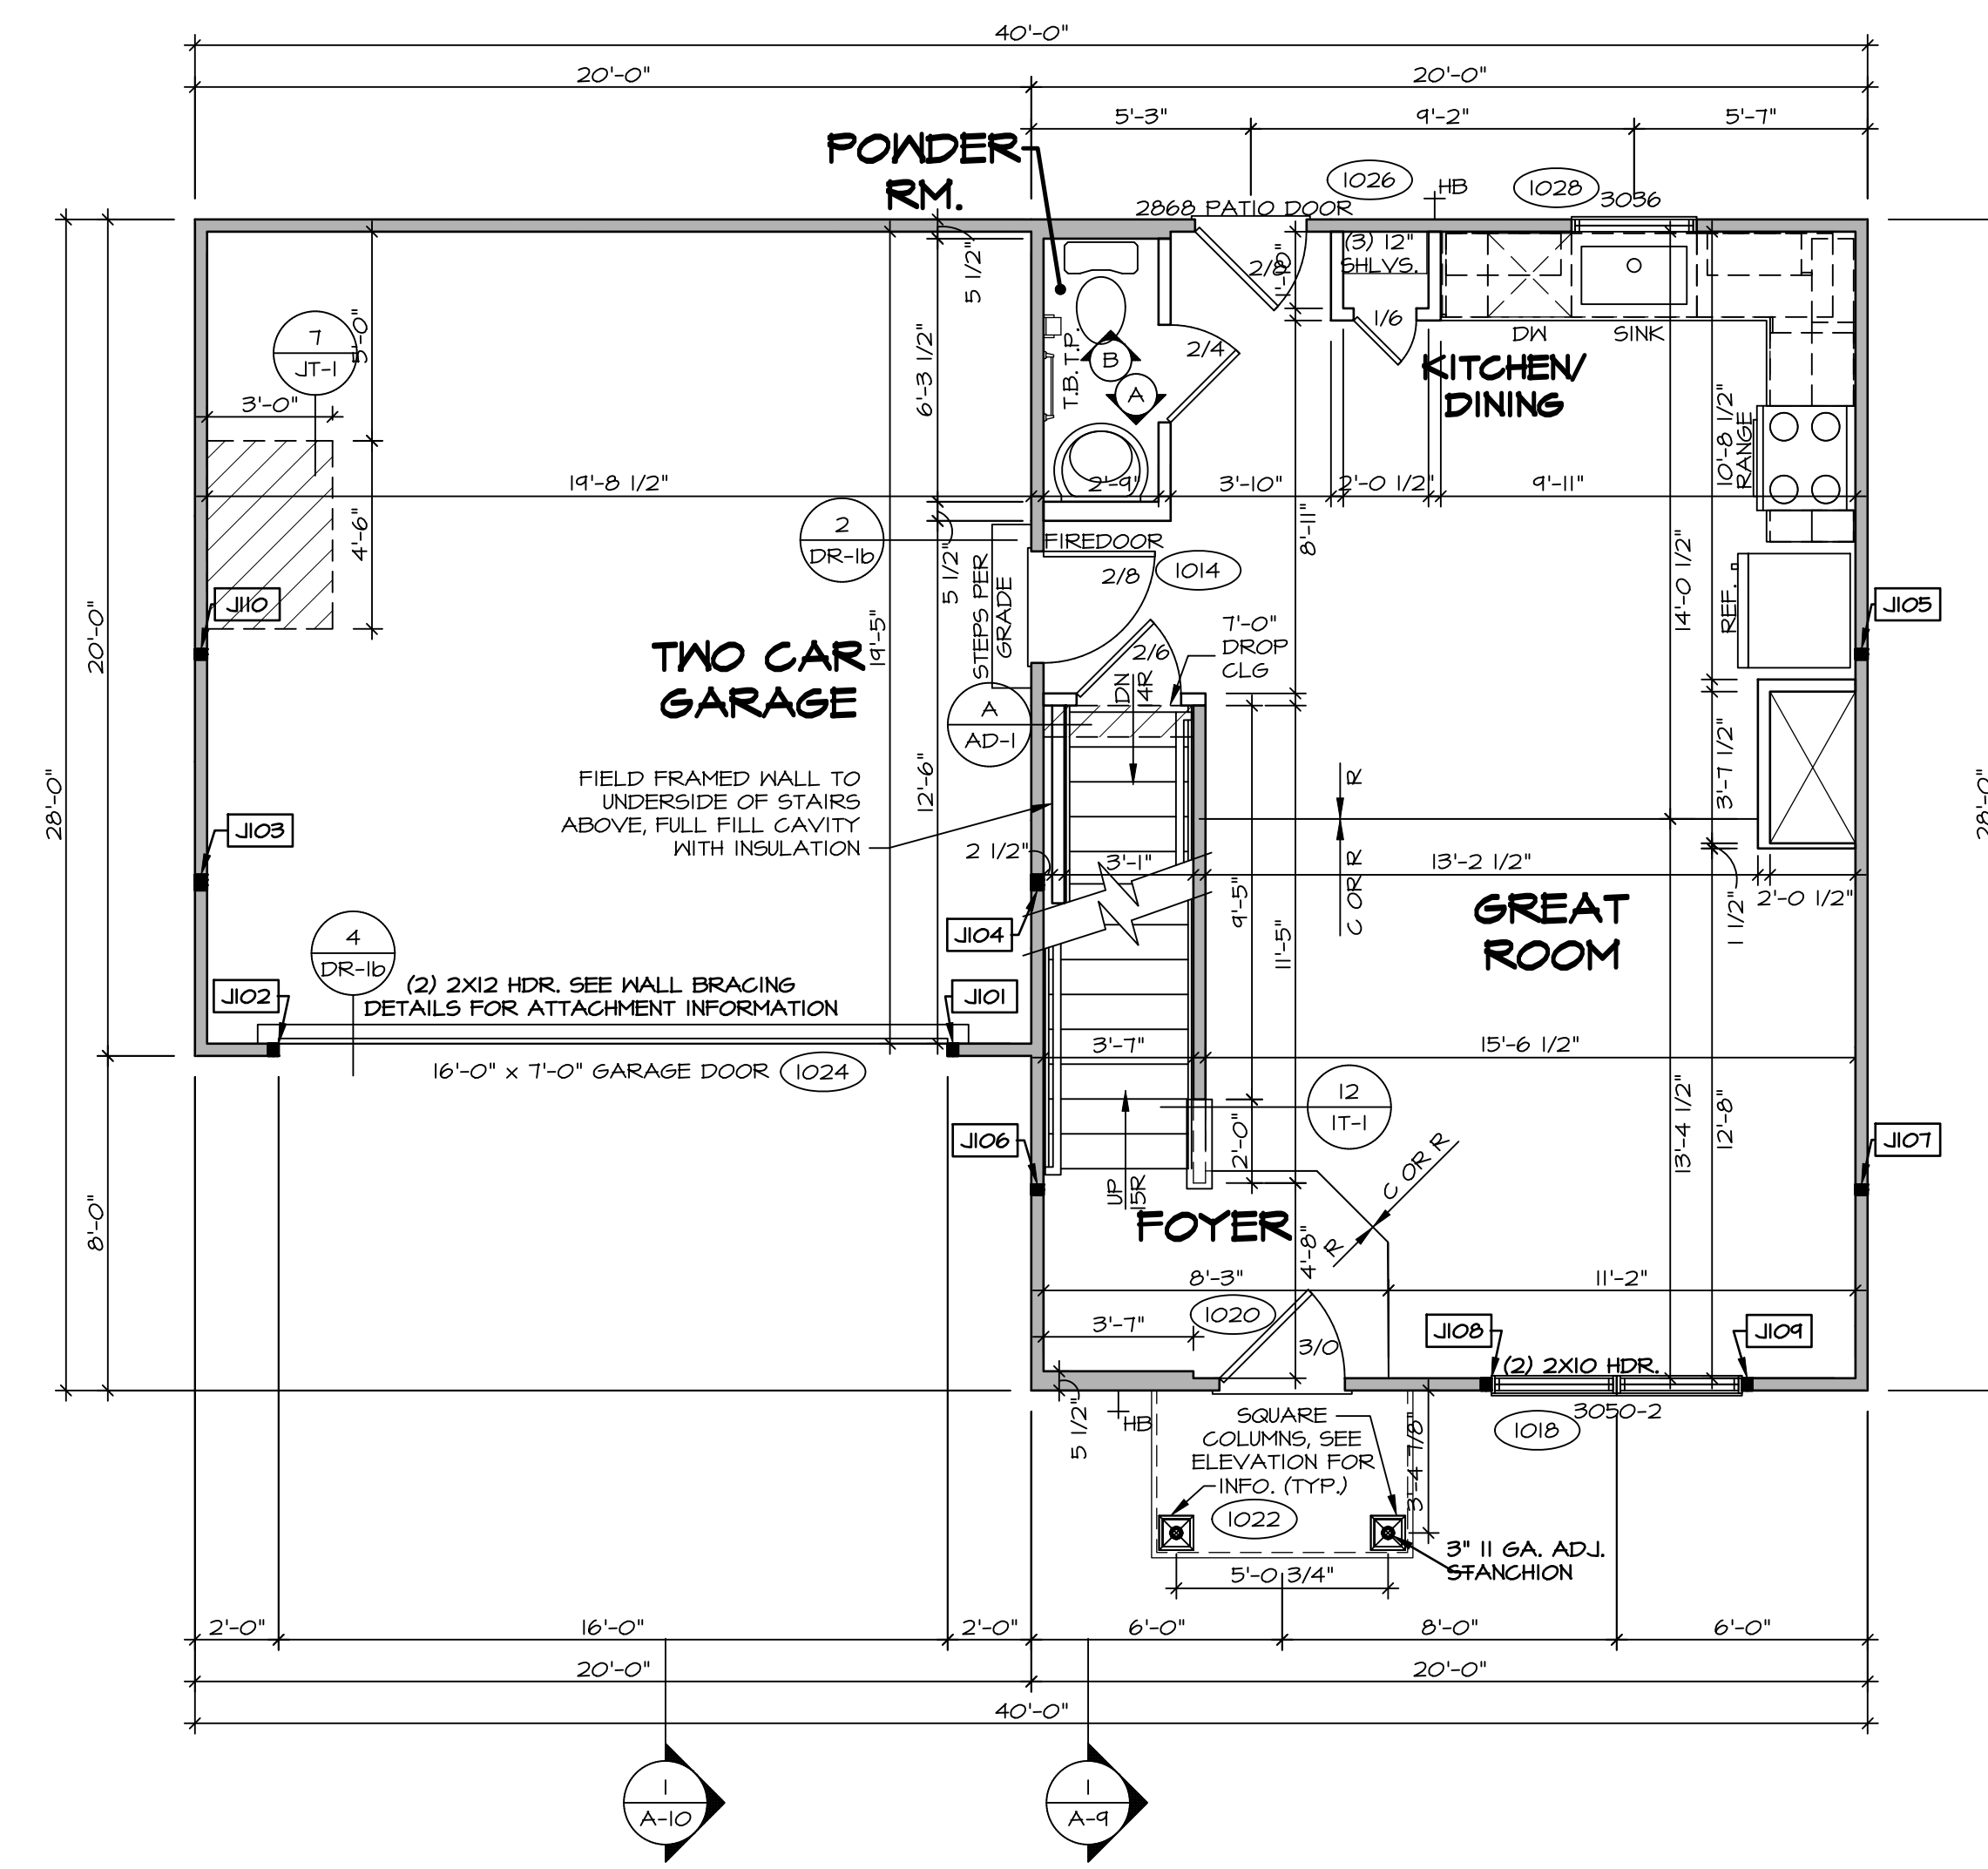 40'-0"
20'-0"
20'-0"
5'-3"
9'-2"
5'-7"
POWDER
RM.
1026
HB
1028
3036
2868 PATIO DOOR
5 1/2"
2/8
1'-9"
(3) 12"
SHLVS.
1/6
DW
SINK
7
JT-1
5'-0"
3'-0"
6'-3 1/2"
T.B. T.P.
B
A
2/4
KITCHEN/
DINING
10'-8 1/2"
RANGE
19'-8 1/2"
2'-9"
3'-10"
2'-0 1/2"
9'-11"
4'-6"
2
DR-1b
5 1/2"
STEPS PER
GRADE
FIREDOOR
2/8
1014
8'-11"
14'-0 1/2"
REF.
J110
J105
20'-0"
28'-0"
28'-0"
TWO CAR
GARAGE
19'-5"
2/6
7'-0"
DROP
CLG
DN
14R
A
AD-1
FIELD FRAMED WALL TO
UNDERSIDE OF STAIRS
ABOVE, FULL FILL CAVITY
WITH INSULATION
12'-6"
R
C OR R
3'-7 1/2"
J103
2 1/2"
3'-1"
13'-2 1/2"
2'-0 1/2"
1 1/2"
GREAT
ROOM
9'-5"
11'-5"
J104
4
DR-1b
J102
(2) 2X12 HDR. SEE WALL BRACING
DETAILS FOR ATTACHMENT INFORMATION
J101
16'-0" x 7'-0" GARAGE DOOR
1024
3'-7"
15'-6 1/2"
12
1T-1
J106
2'-0"
13'-4 1/2"
12'-8"
J107
UP
15R
C OR R
R
8'-0"
FOYER
4'-8"
8'-3"
11'-2"
1020
3'-7"
3/0
J108
J109
(2) 2X10 HDR.
5 1/2"
HB
SQUARE
COLUMNS, SEE
ELEVATION FOR
INFO. (TYP.)
3'-4 7/8"
3050-2
1018
1022
3" 11 GA. ADJ.
STANCHION
5'-0 3/4"
2'-0"
16'-0"
2'-0"
6'-0"
8'-0"
6'-0"
20'-0"
20'-0"
40'-0"
1
A-10
1
A-9